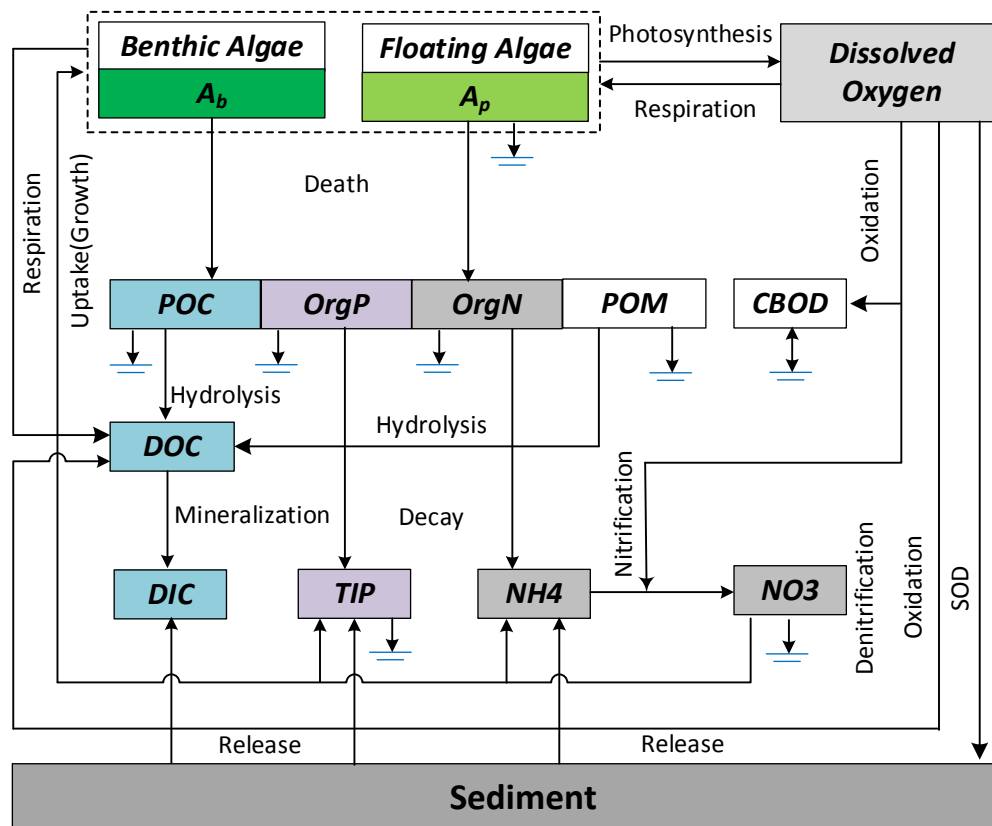 Benthic Algae
A_b
Floating Algae
A_p
Photosynthesis
Respiration
Dissolved
Oxygen
Death
Respiration
Uptake(Growth)
Oxidation
POC
OrgP
OrgN
POM
CBOD
Hydrolysis
Hydrolysis
DOC
Mineralization
Decay
Nitrification
Denitrification
Oxidation
SOD
DIC
TIP
NH4
NO3
Release
Release
Sediment